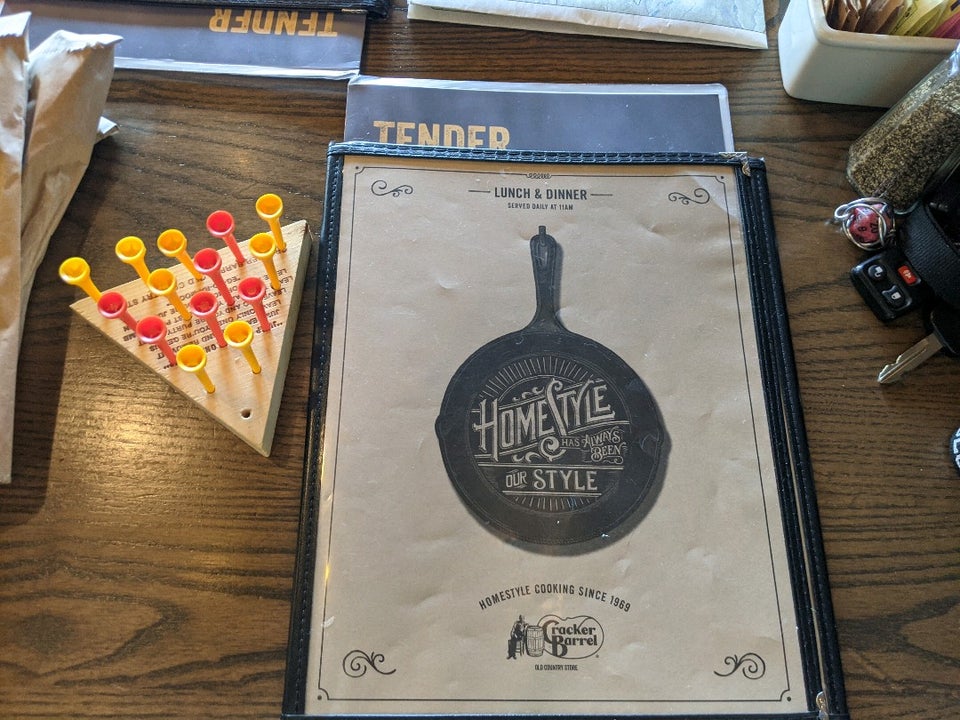 TENDER
TENDER
LUNCH & DINNER
SERVED DAILY AT 11AM
HOMESTYLE
HAS ALWAYS
BEEN
OUR STYLE
HOMESTYLE COOKING SINCE 1969
Cracker
Barrel
OLD COUNTRY STORE